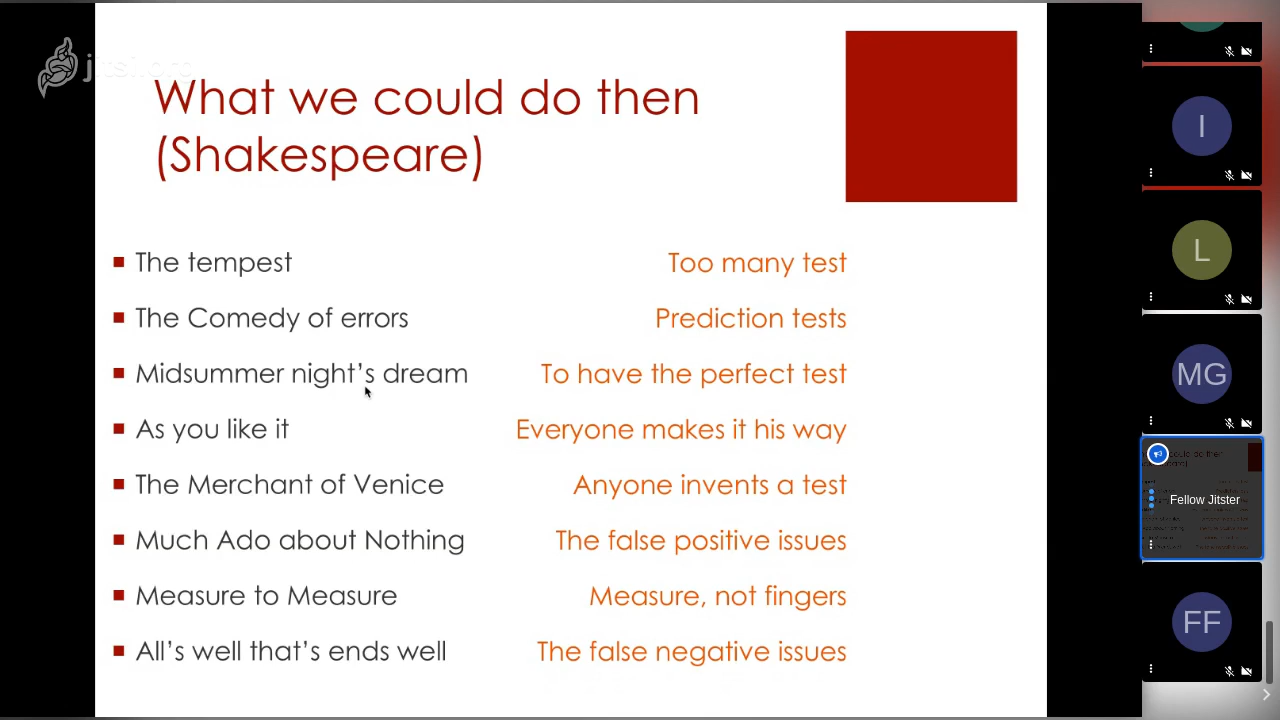 jitsi.org
What we could do then
(Shakespeare)
The tempest Too many test
The Comedy of errors Prediction tests
Midsummer night's dream To have the perfect test
As you like it Everyone makes it his way
The Merchant of Venice Anyone invents a test
Much Ado about Nothing The false positive issues
Measure to Measure Measure, not fingers
All's well that's ends well The false negative issues
I
L
MG
Fellow Jitster
FF